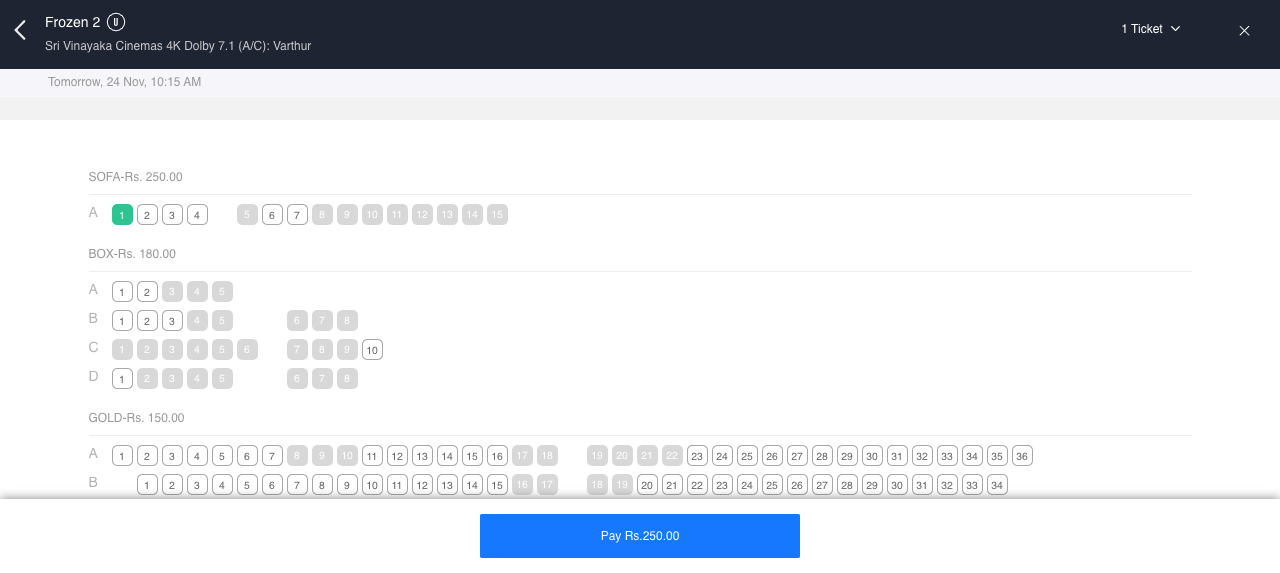 Frozen 2 U
Sri Vinayaka Cinemas 4K Dolby 7.1 (A/C): Varthur
1 Ticket
Tomorrow, 24 Nov, 10:15 AM
SOFA-Rs. 250.00
A 1 2 3 4 5 6 7 8 9 10 11 12 13 14 15
BOX-Rs. 180.00
A 1 2 3 4 5
B 1 2 3 4 5 6 7 8
C 1 2 3 4 5 6 7 8 9 10
D 1 2 3 4 5 6 7 8
GOLD-Rs. 150.00
A 1 2 3 4 5 6 7 8 9 10 11 12 13 14 15 16 17 18 19 20 21 22 23 24 25 26 27 28 29 30 31 32 33 34 35 36
B 1 2 3 4 5 6 7 8 9 10 11 12 13 14 15 16 17 18 19 20 21 22 23 24 25 26 27 28 29 30 31 32 33 34
Pay Rs.250.00